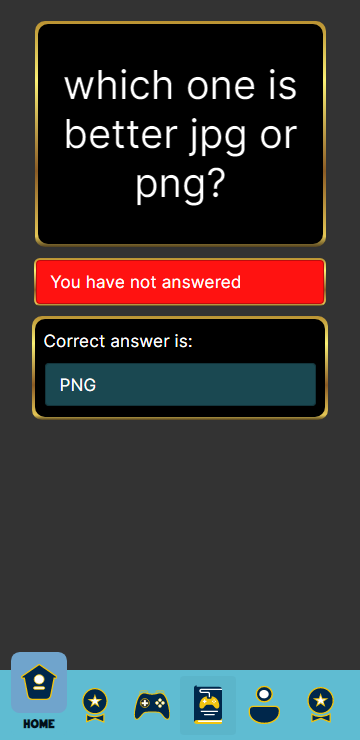 which one is
better jpg or
png?
You have not answered
Correct answer is:
PNG
HOME